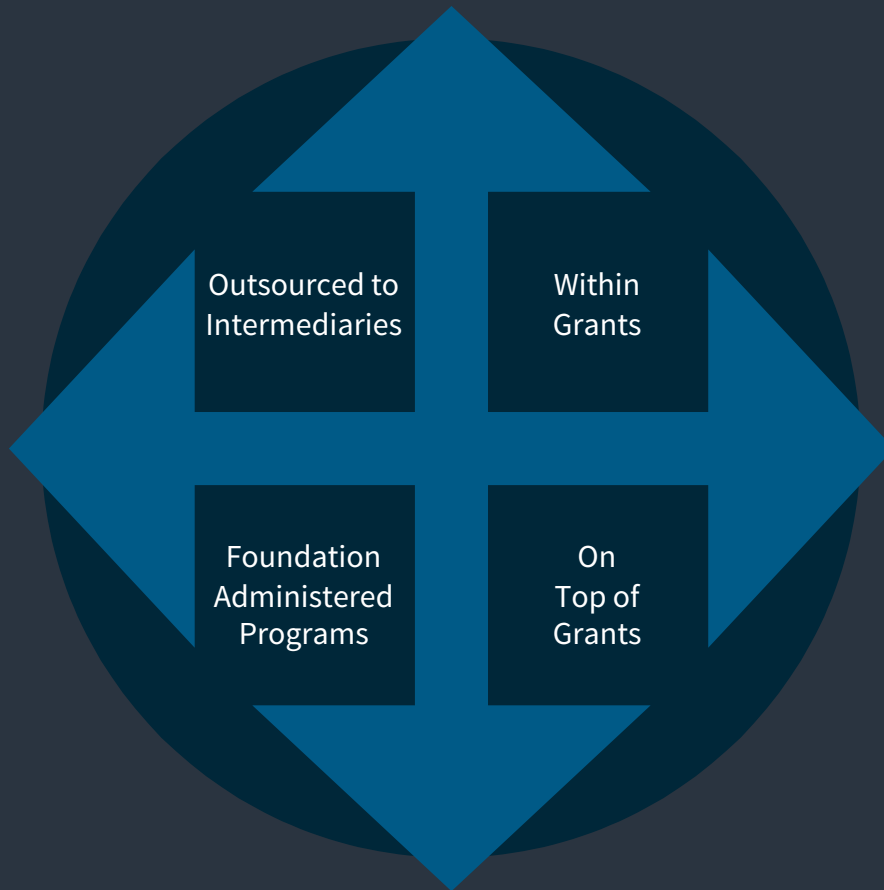 Outsourced to
Intermediaries
Within
Grants
Foundation
Administered
Programs
On
Top of
Grants